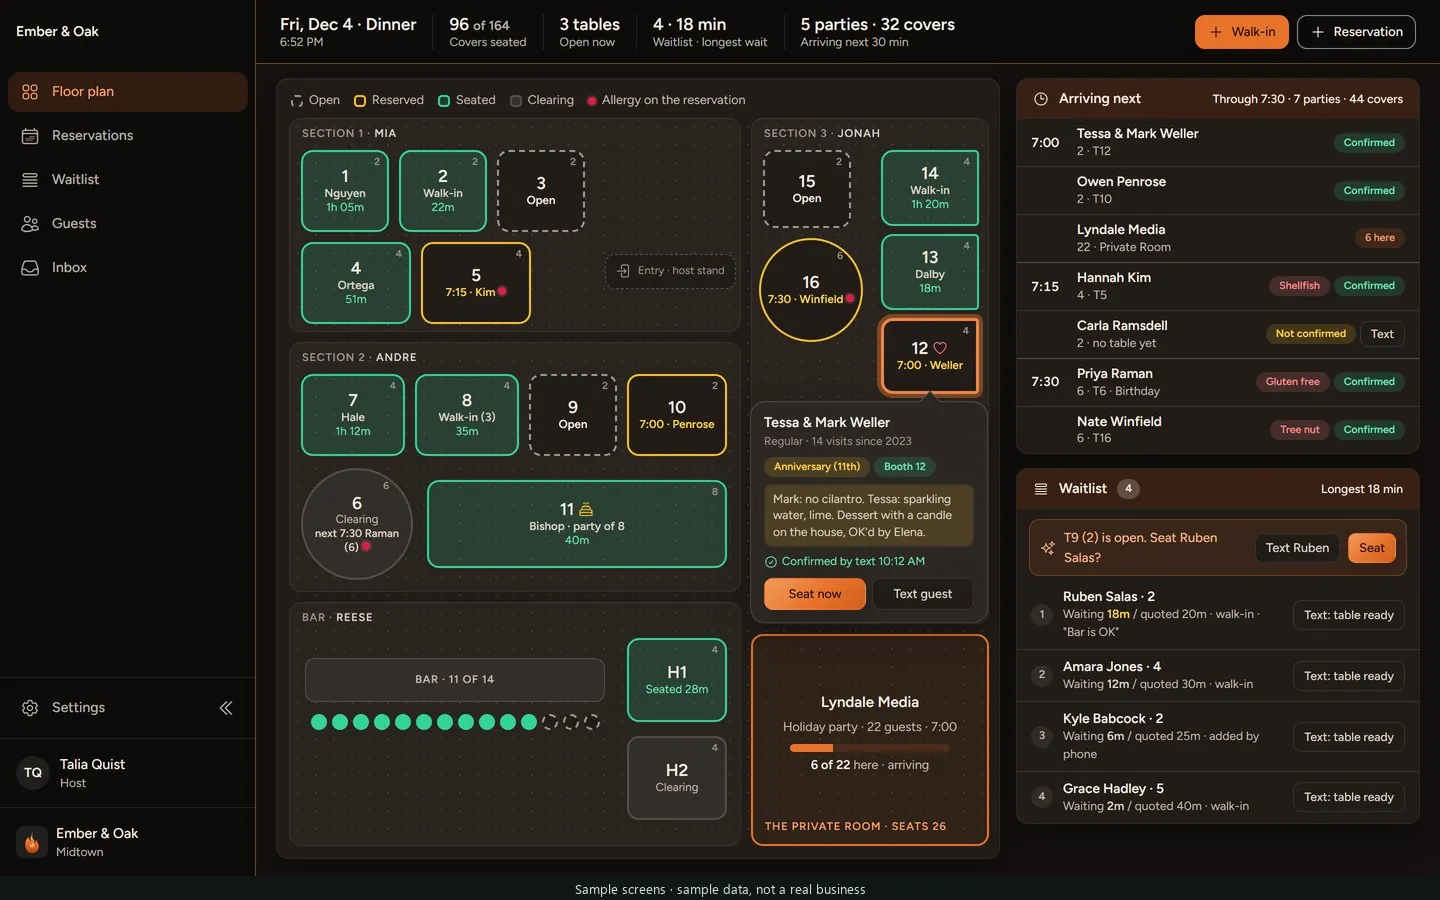 Ember & Oak
Floor plan
Reservations
Waitlist
Guests
Inbox
Settings
TQ
Talia Quist
Host
Ember & Oak
Midtown
Fri, Dec 4 · Dinner
6:52 PM
96 of 164
Covers seated
3 tables
Open now
4 · 18 min
Waitlist · longest wait
5 parties · 32 covers
Arriving next 30 min
+ Walk-in
+ Reservation
Open
Reserved
Seated
Clearing
Allergy on the reservation
SECTION 1 · MIA
2
1
Nguyen
1h 05m
2
2
Walk-in
22m
2
3
Open
4
4
Ortega
51m
4
5
7:15 · Kim
Entry · host stand
SECTION 2 · ANDRE
4
7
Hale
1h 12m
4
8
Walk-in (3)
35m
2
9
Open
2
10
7:00 · Penrose
6
6
Clearing
next 7:30 Raman
(6)
8
11
Bishop · party of 8
40m
BAR · REESE
BAR · 11 OF 14
4
H1
Seated 28m
4
H2
Clearing
SECTION 3 · JONAH
2
15
Open
4
14
Walk-in
1h 20m
6
16
7:30 · Winfield
4
13
Dalby
18m
4
12
7:00 · Weller
Tessa & Mark Weller
Regular · 14 visits since 2023
Anniversary (11th)
Booth 12
Mark: no cilantro. Tessa: sparkling
water, lime. Dessert with a candle
on the house, OK'd by Elena.
Confirmed by text 10:12 AM
Seat now
Text guest
Lyndale Media
Holiday party · 22 guests · 7:00
6 of 22 here · arriving
THE PRIVATE ROOM · SEATS 26
Arriving next
Through 7:30 · 7 parties · 44 covers
7:00
Tessa & Mark Weller
2 · T12
Confirmed
Owen Penrose
2 · T10
Confirmed
Lyndale Media
22 · Private Room
6 here
7:15
Hannah Kim
4 · T5
Shellfish
Confirmed
Carla Ramsdell
2 · no table yet
Not confirmed
Text
7:30
Priya Raman
6 · T6 · Birthday
Gluten free
Confirmed
Nate Winfield
6 · T16
Tree nut
Confirmed
Waitlist
4
Longest 18 min
T9 (2) is open. Seat Ruben
Salas?
Text Ruben
Seat
1
Ruben Salas · 2
Waiting 18m / quoted 20m · walk-in ·
"Bar is OK"
Text: table ready
2
Amara Jones · 4
Waiting 12m / quoted 30m · walk-in
Text: table ready
3
Kyle Babcock · 2
Waiting 6m / quoted 25m · added by
phone
Text: table ready
4
Grace Hadley · 5
Waiting 2m / quoted 40m · walk-in
Text: table ready
Sample screens · sample data, not a real business